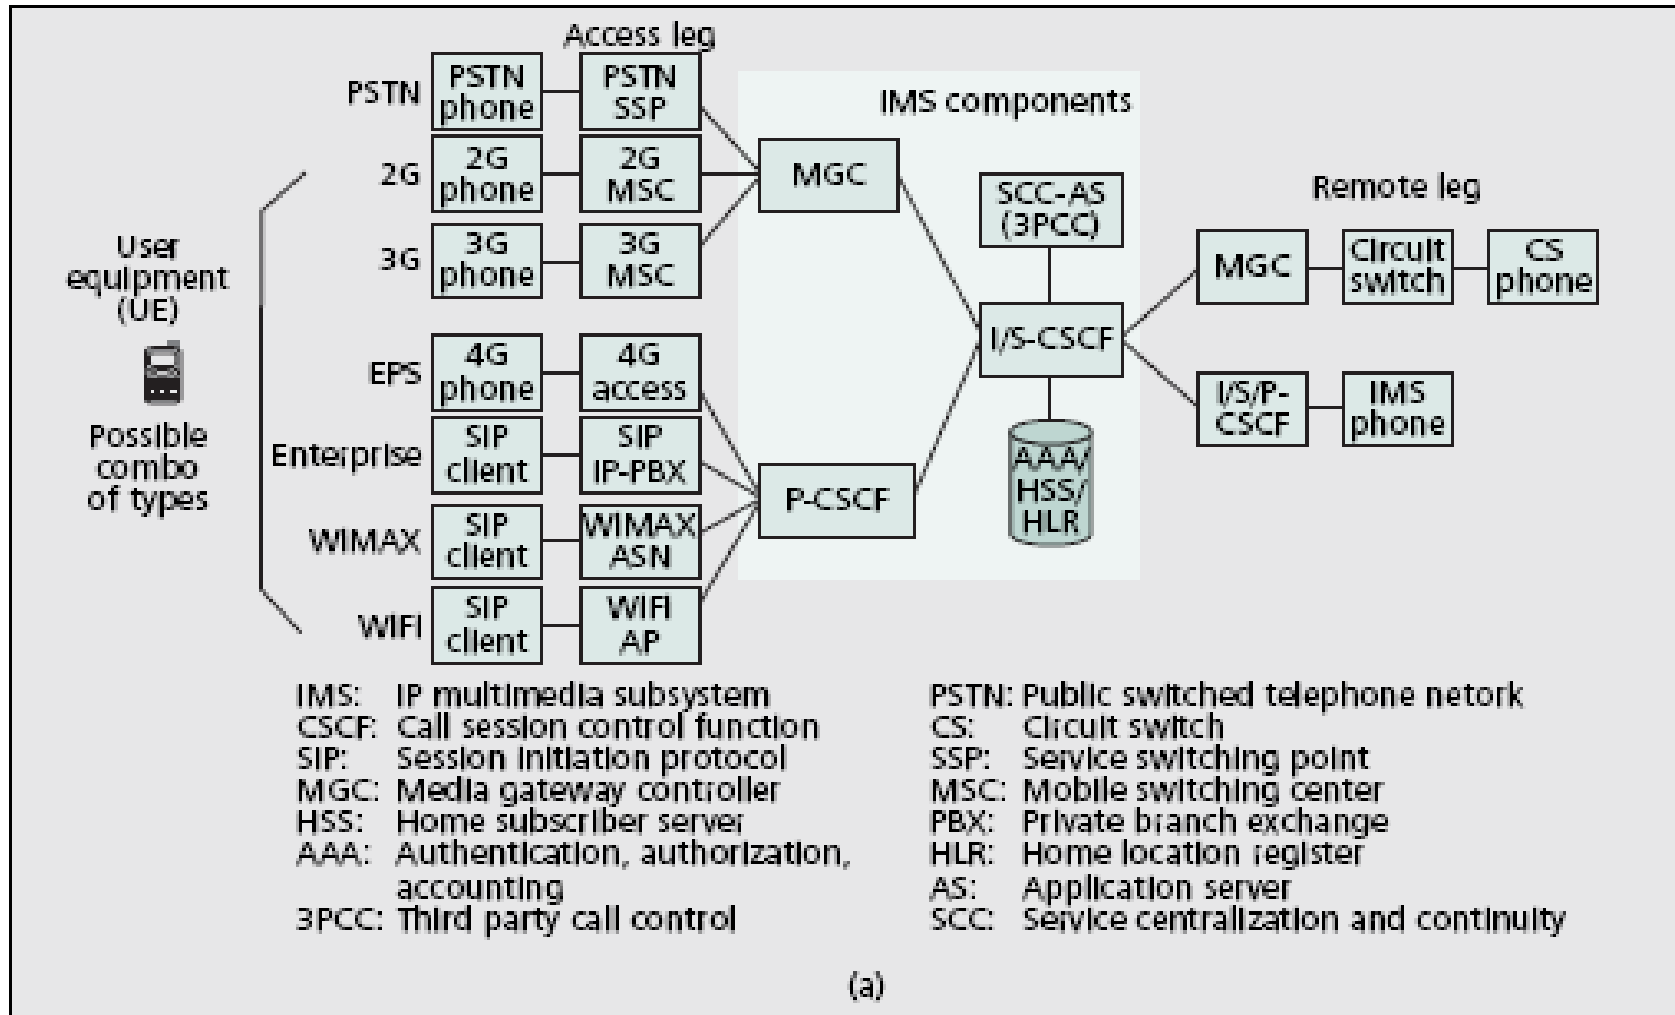 Access leg
PSTN
PSTN
phone
PSTN
SSP
2G
2G
phone
2G
MSC
3G
3G
phone
3G
MSC
EPS
4G
phone
4G
access
Enterprise
SIP
client
SIP
IP-PBX
WIMAX
SIP
client
WIMAX
ASN
WIFI
SIP
client
WIFI
AP
User
equipment
(UE)
Possible
combo
of types
IMS components
MGC
SCC-AS
(3PCC)
I/S-CSCF
P-CSCF
AAA/
HSS/
HLR
Remote leg
MGC
Circuit
switch
CS
phone
I/S/P-
CSCF
IMS
phone
IMS: IP multimedia subsystem
CSCF: Call session control function
SIP: Session initiation protocol
MGC: Media gateway controller
HSS: Home subscriber server
AAA: Authentication, authorization,
accounting
3PCC: Third party call control
PSTN: Public switched telephone netork
CS: Circuit switch
SSP: Service switching point
MSC: Mobile switching center
PBX: Private branch exchange
HLR: Home location register
AS: Application server
SCC: Service centralization and continuity
(a)